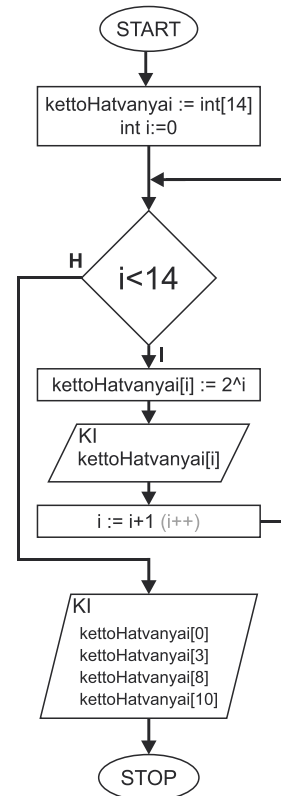 START
kettoHatvanyai := int[14]
int i:=0
H
i<14
I
kettoHatvanyai[i] := 2^i
KI
kettoHatvanyai[i]
i := i+1 (i++)
KI
kettoHatvanyai[0]
kettoHatvanyai[3]
kettoHatvanyai[8]
kettoHatvanyai[10]
STOP